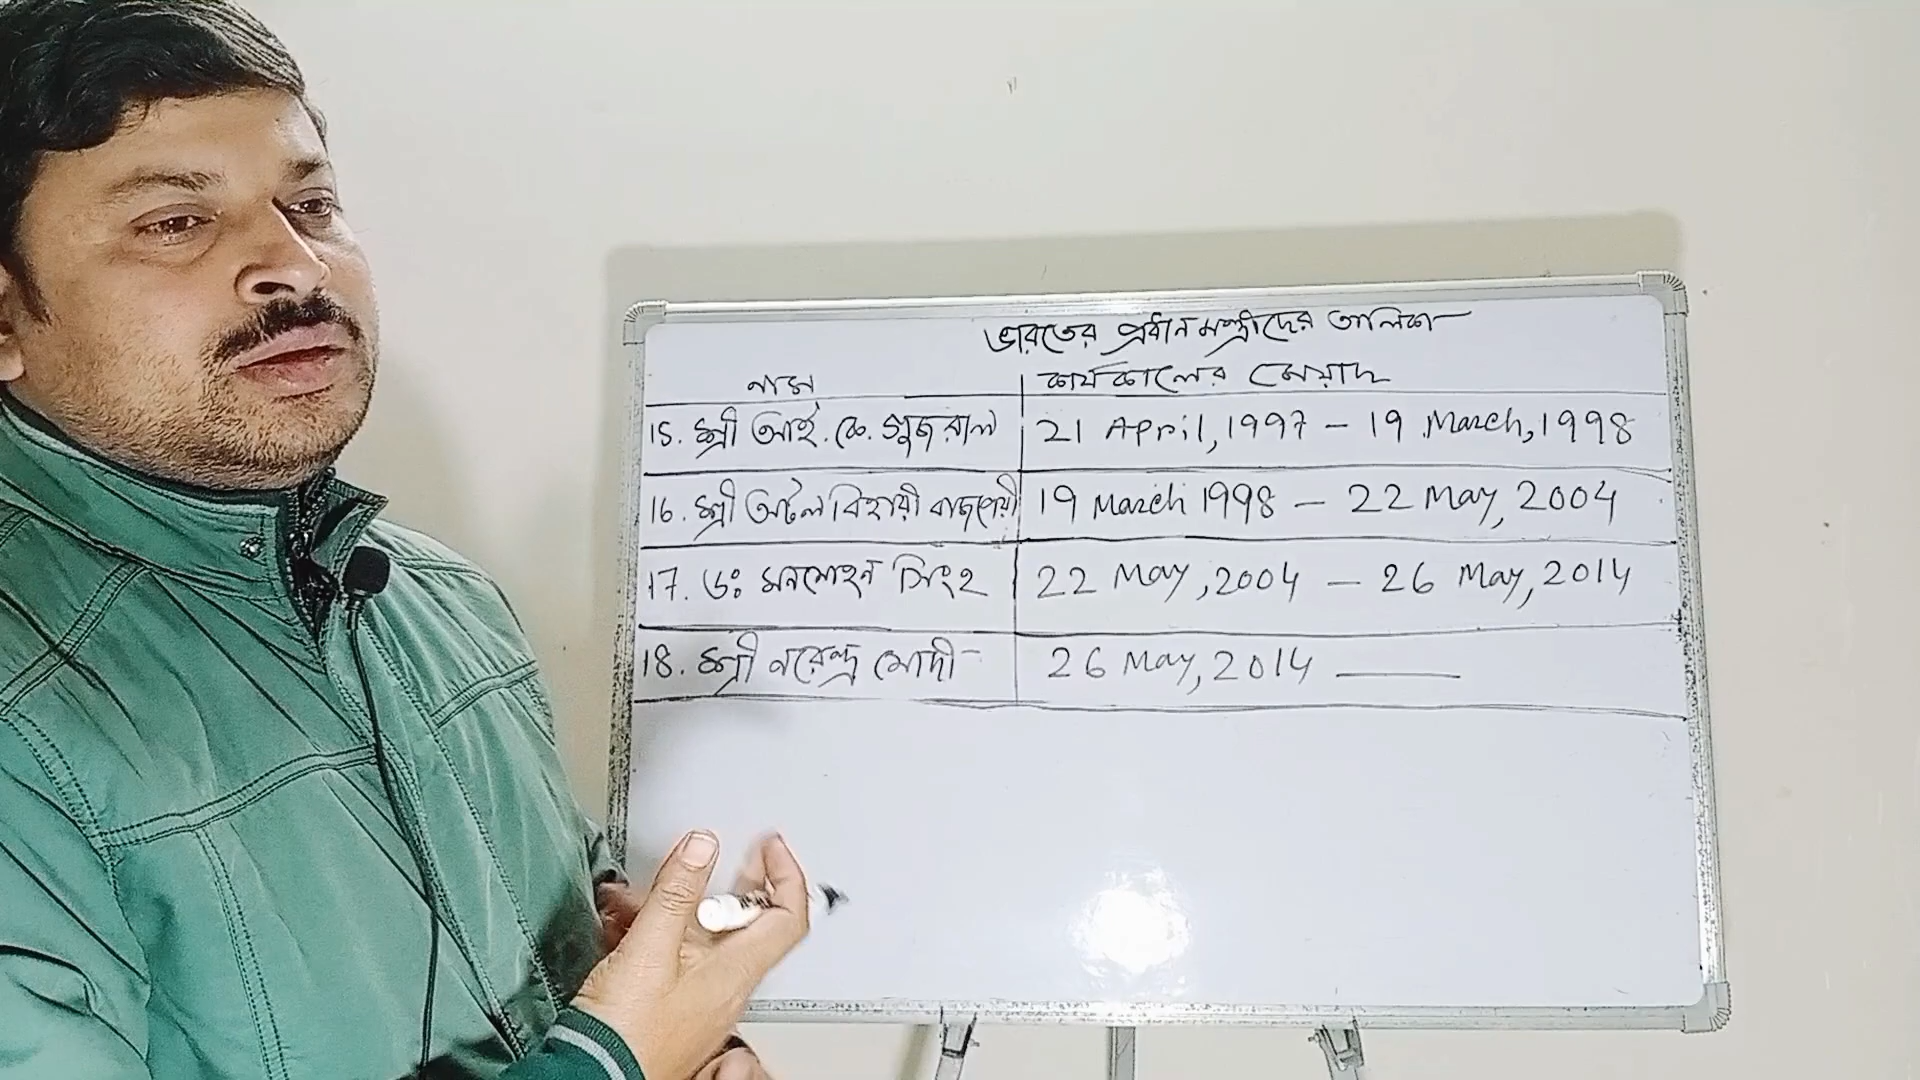 ভারতের প্রধানমন্ত্রীদের তালিকা
নাম কার্যকালের মেয়াদ
15. শ্রী আই. কে. গুজরাল 21 April, 1997 - 19 March, 1998
16. শ্রী অটল বিহারী বাজপেয়ী 19 March 1998 - 22 May, 2004
17. ডঃ মনমোহন সিংহ 22 May, 2004 - 26 May, 2014
18. শ্রী নরেন্দ্র মোদী 26 May, 2014 ——